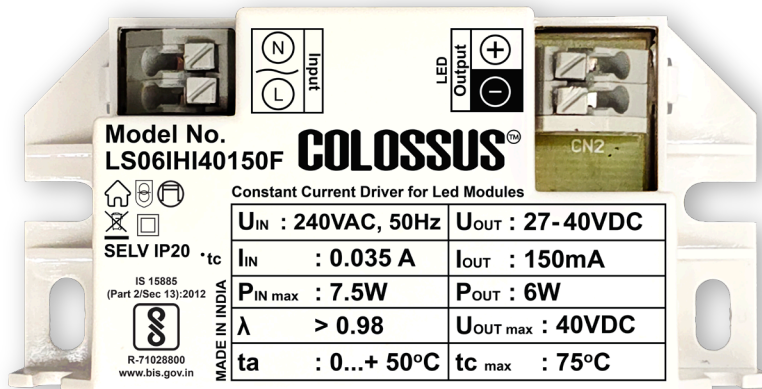 N
L
Input
LED
Output
+
−
CN2
Model No.
LS06IHI40150F
COLOSSUS™®
Constant Current Driver for Led Modules
SELV IP20 ·tc
IS 15885
(Part 2/Sec 13):2012
R-71028800
www.bis.gov.in
MADE IN INDIA
UIN : 240VAC, 50Hz UOUT : 27-40VDC
IIN : 0.035 A IOUT : 150mA
PIN max : 7.5W POUT : 6W
λ > 0.98 UOUT max : 40VDC
ta : 0...+ 50°C tc max : 75°C